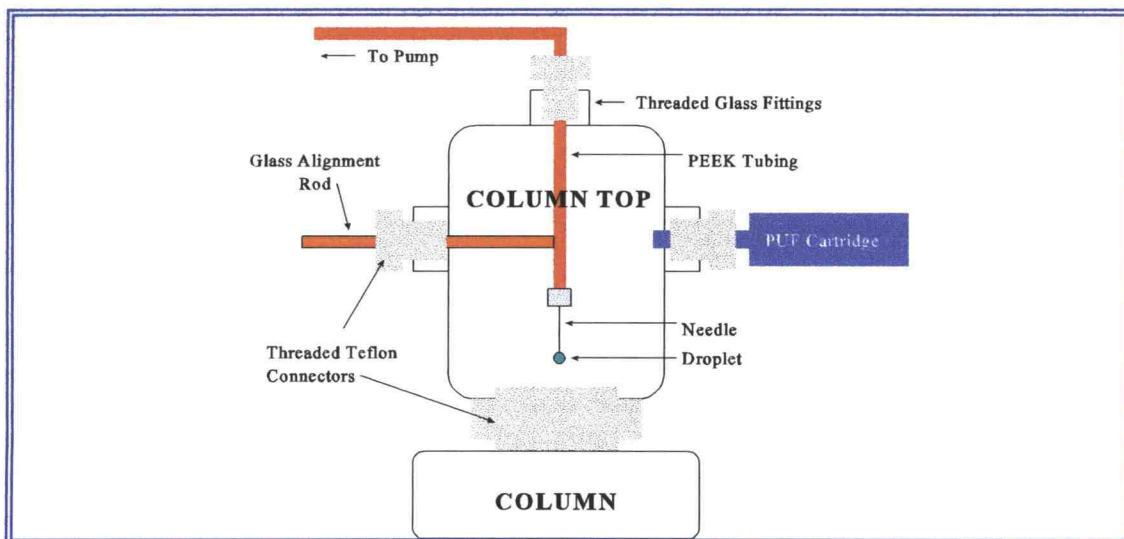 To Pump
Threaded Glass Fittings
PEEK Tubing
Glass Alignment
Rod
COLUMN TOP
PUF Cartridge
Needle
Droplet
Threaded Teflon
Connectors
COLUMN